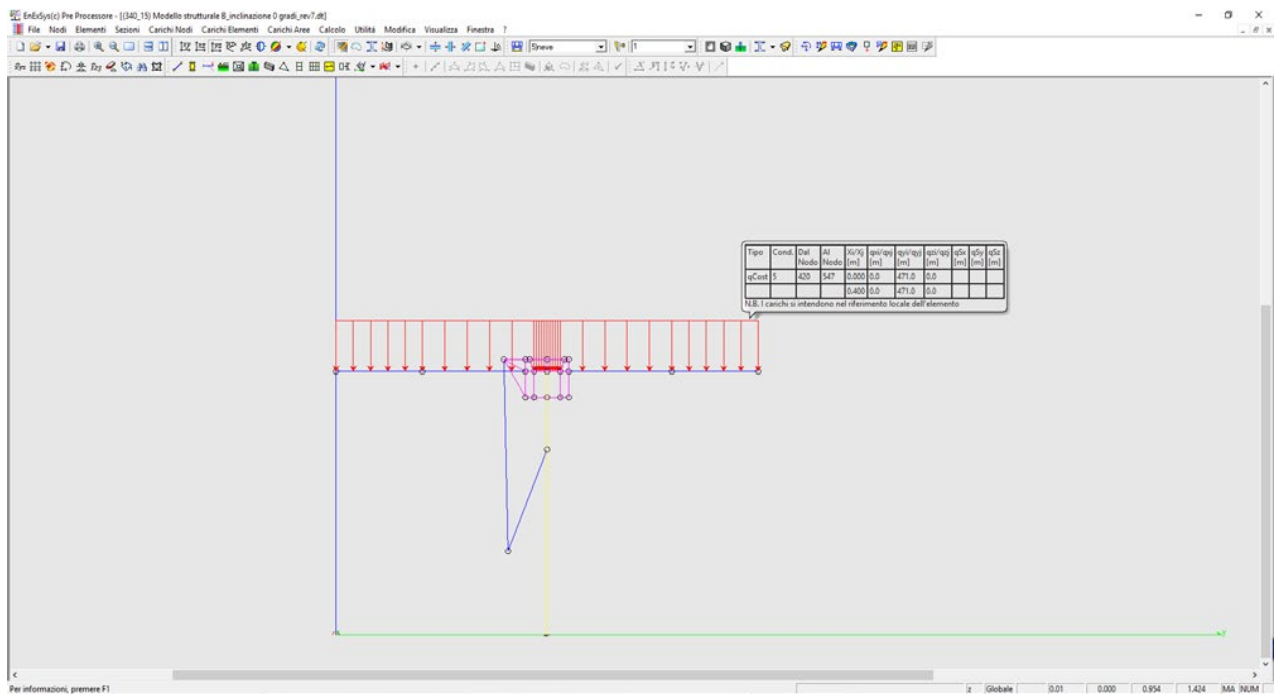 EnExSys(c) Pre Processore - [(340_15) Modello strutturale B_inclinazione 0 gradi_rev7.dt]
File Nodi Elementi Sezioni Carichi Nodi Carichi Elementi Carichi Aree Calcolo Utilità Modifica Visualizza Finestra ?
Sneve 1
Tipo Cond. Dal Nodo Al Nodo Xi/Xj [m] qxi/qxj [m] qyi/qyj [m] qzi/qzj [m] qSx [m] qSy [m] qSz [m]
qCost 5 420 547 0.000 0.0 471.0 0.0
0.400 0.0 471.0 0.0
N.B. I carichi si intendono nel riferimento locale dell'elemento
Y
Per informazioni, premere F1 z Globale 0.01 0.000 0.954 1.424 MA NUM